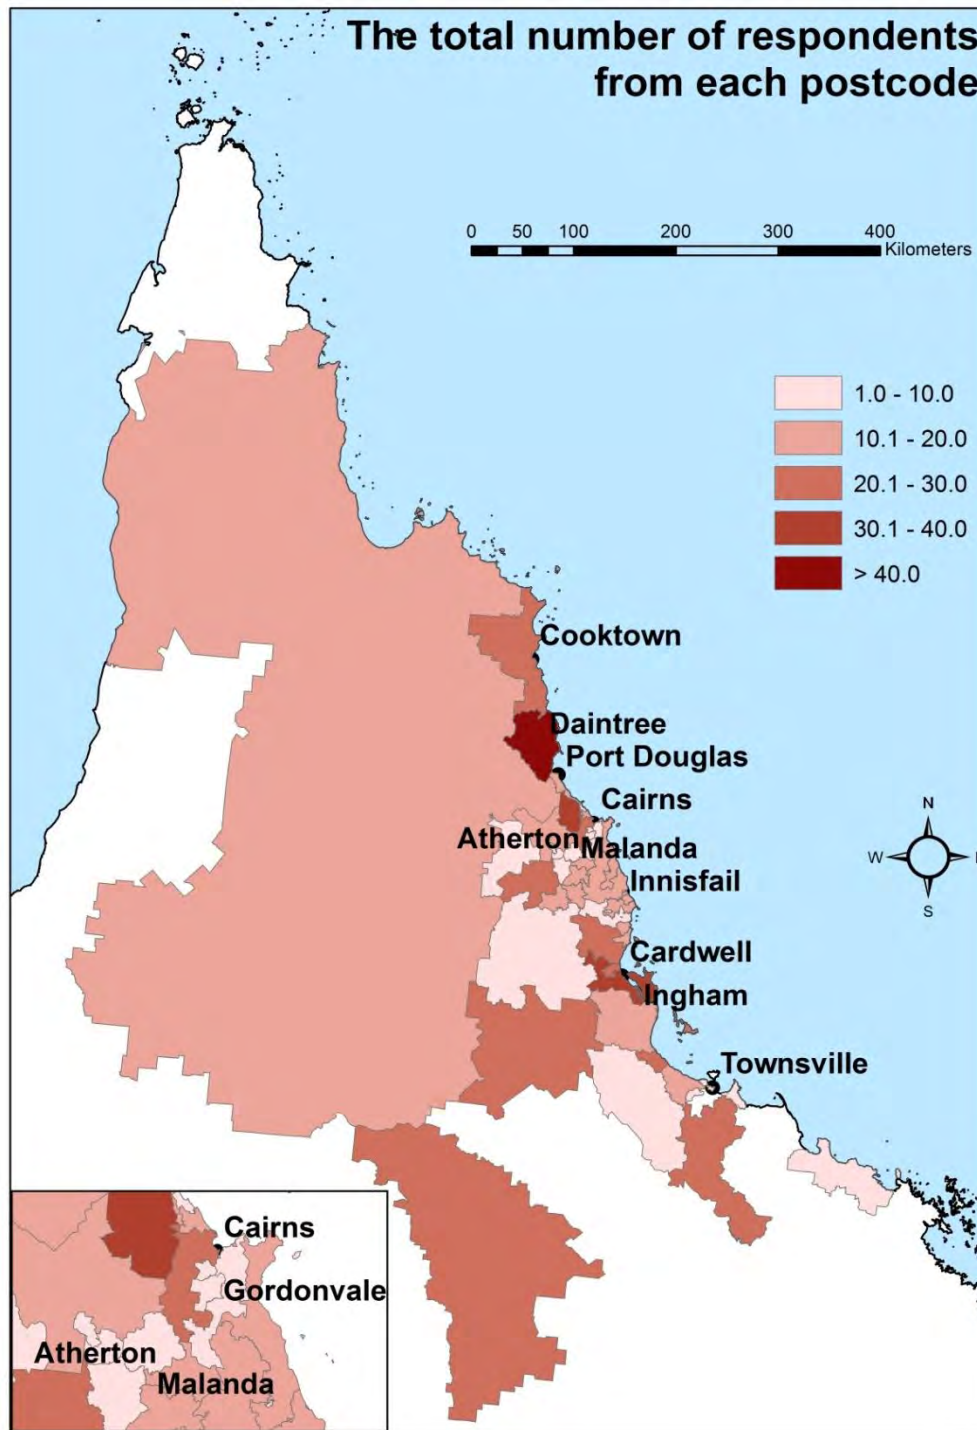 The total number of respondents
from each postcode
0 50 100 200 300 400
Kilometers
1.0 - 10.0
10.1 - 20.0
20.1 - 30.0
30.1 - 40.0
> 40.0
Cooktown
Daintree
Port Douglas
Cairns
Atherton
Malanda
Innisfail
N
W
S
Cardwell
Ingham
Townsville
Cairns
Gordonvale
Atherton
Malanda